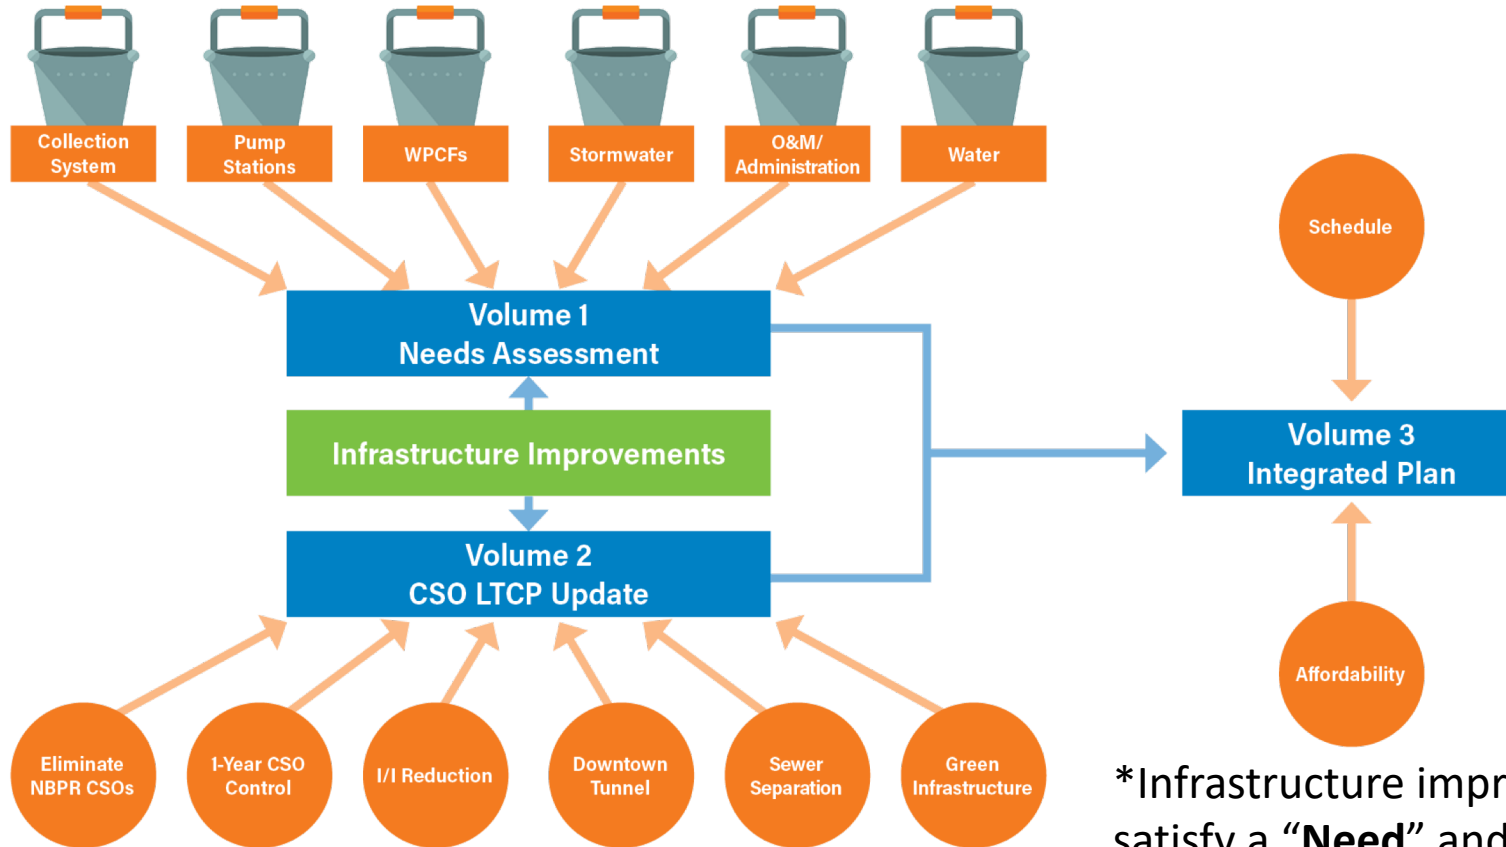 Collection
System
Pump
Stations
WPCFs
Stormwater
O&M/
Administration
Water
Schedule
Volume 1
Needs Assessment
Infrastructure Improvements
Volume 3
Integrated Plan
Volume 2
CSO LTCP Update
Affordability
Eliminate
NBPR CSOs
1-Year CSO
Control
I/I Reduction
Downtown
Tunnel
Sewer
Separation
Green
Infrastructure
*Infrastructure impr
satisfy a “Need” and